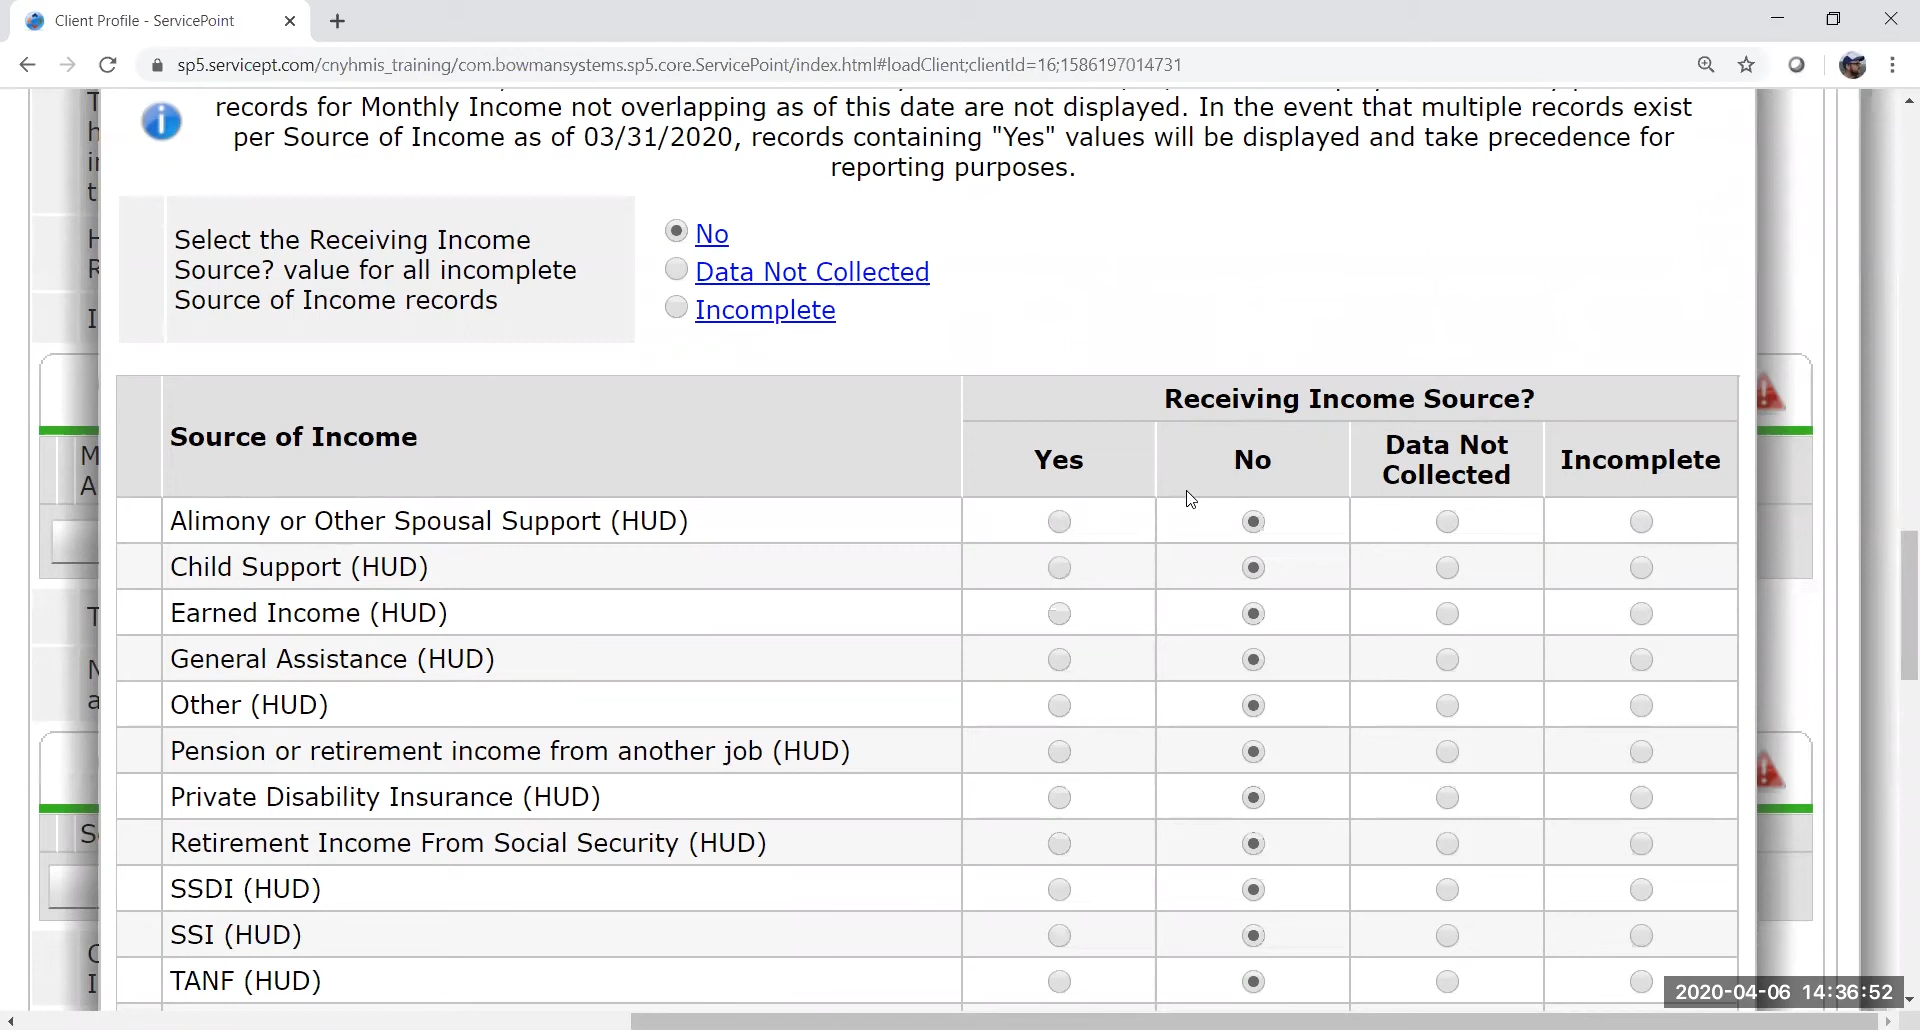 Client Profile - ServicePoint
sp5.servicept.com/cnyhmis_training/com.bowmansystems.sp5.core.ServicePoint/index.html#loadClient;clientId=16;1586197014731
records for Monthly Income not overlapping as of this date are not displayed. In the event that multiple records exist
per Source of Income as of 03/31/2020, records containing "Yes" values will be displayed and take precedence for
reporting purposes.
Select the Receiving Income
Source? value for all incomplete
Source of Income records
No
Data Not Collected
Incomplete
Source of Income
Receiving Income Source?
Yes
No
Data Not
Collected
Incomplete
Alimony or Other Spousal Support (HUD)
Child Support (HUD)
Earned Income (HUD)
General Assistance (HUD)
Other (HUD)
Pension or retirement income from another job (HUD)
Private Disability Insurance (HUD)
Retirement Income From Social Security (HUD)
SSDI (HUD)
SSI (HUD)
TANF (HUD)
2020-04-06 14:36:52